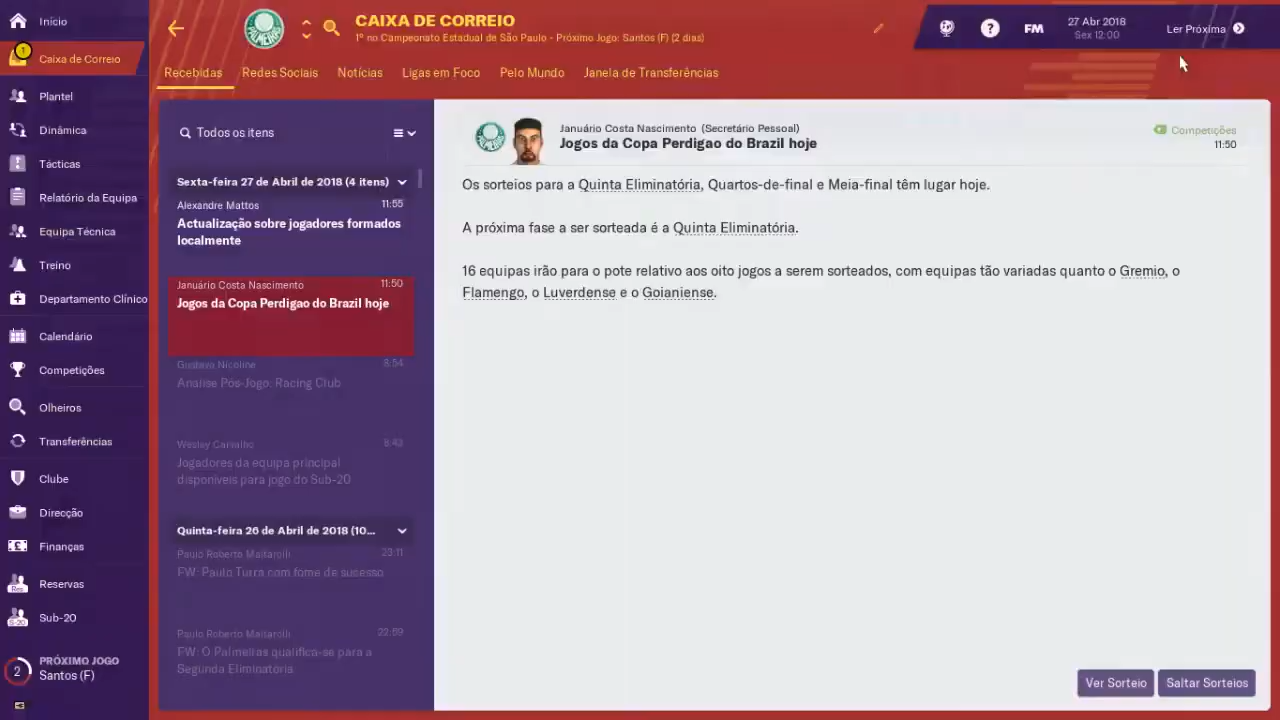 Início
1
Caixa de Correio
Plantel
Dinâmica
Tácticas
Relatório da Equipa
Equipa Técnica
Treino
Departamento Clínico
Calendário
Competições
Olheiros
Transferências
Clube
Direcção
Finanças
Reservas
Sub-20
2
PRÓXIMO JOGO
Santos (F)
CAIXA DE CORREIO
1º no Campeonato Estadual de São Paulo - Próximo Jogo: Santos (F) (2 dias)
FM
27 Abr 2018
Sex 12:00
Ler Próxima
Recebidas Redes Sociais Notícias Ligas em Foco Pelo Mundo Janela de Transferências
Todos os itens
Sexta-feira 27 de Abril de 2018 (4 itens)
Alexandre Mattos 11:55
Actualização sobre jogadores formados
localmente
Januário Costa Nascimento 11:50
Jogos da Copa Perdigao do Brazil hoje
Gustavo Nicoline 8:54
Análise Pós-Jogo: Racing Club
Wesley Carvalho 8:43
Jogadores da equipa principal
disponíveis para jogo do Sub-20
Quinta-feira 26 de Abril de 2018 (10...
Paulo Roberto Maitarolli 23:11
FW: Paulo Turra com fome de sucesso
Paulo Roberto Maitarolli 22:59
FW: O Palmeiras qualifica-se para a
Segunda Eliminatória
Januário Costa Nascimento (Secretário Pessoal)
Jogos da Copa Perdigao do Brazil hoje
Competições
11:50
Os sorteios para a Quinta Eliminatória, Quartos-de-final e Meia-final têm lugar hoje.
A próxima fase a ser sorteada é a Quinta Eliminatória.
16 equipas irão para o pote relativo aos oito jogos a serem sorteados, com equipas tão variadas quanto o Gremio, o
Flamengo, o Luverdense e o Goianiense.
Ver Sorteio
Saltar Sorteios